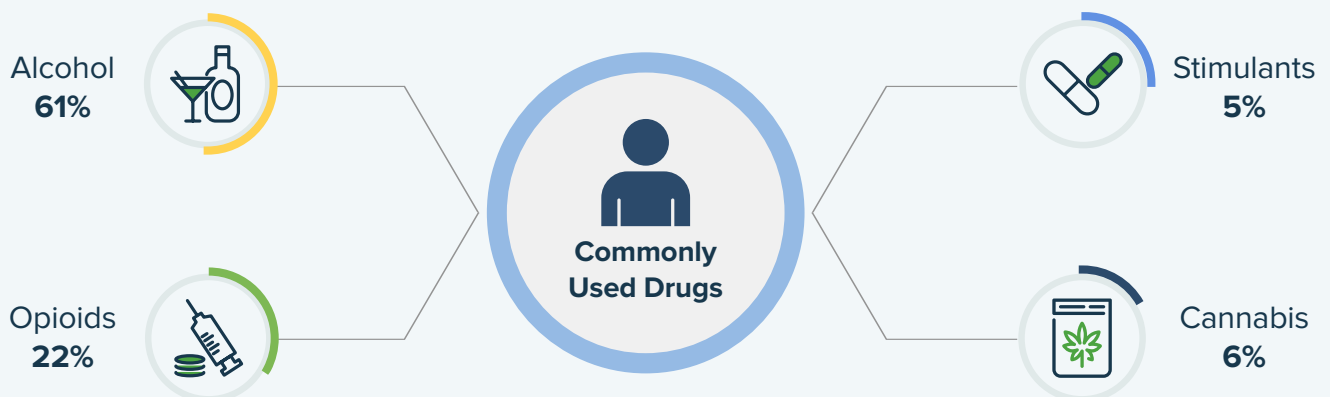 Alcohol
61%
Opioids
22%
Commonly
Used Drugs
Stimulants
5%
Cannabis
6%